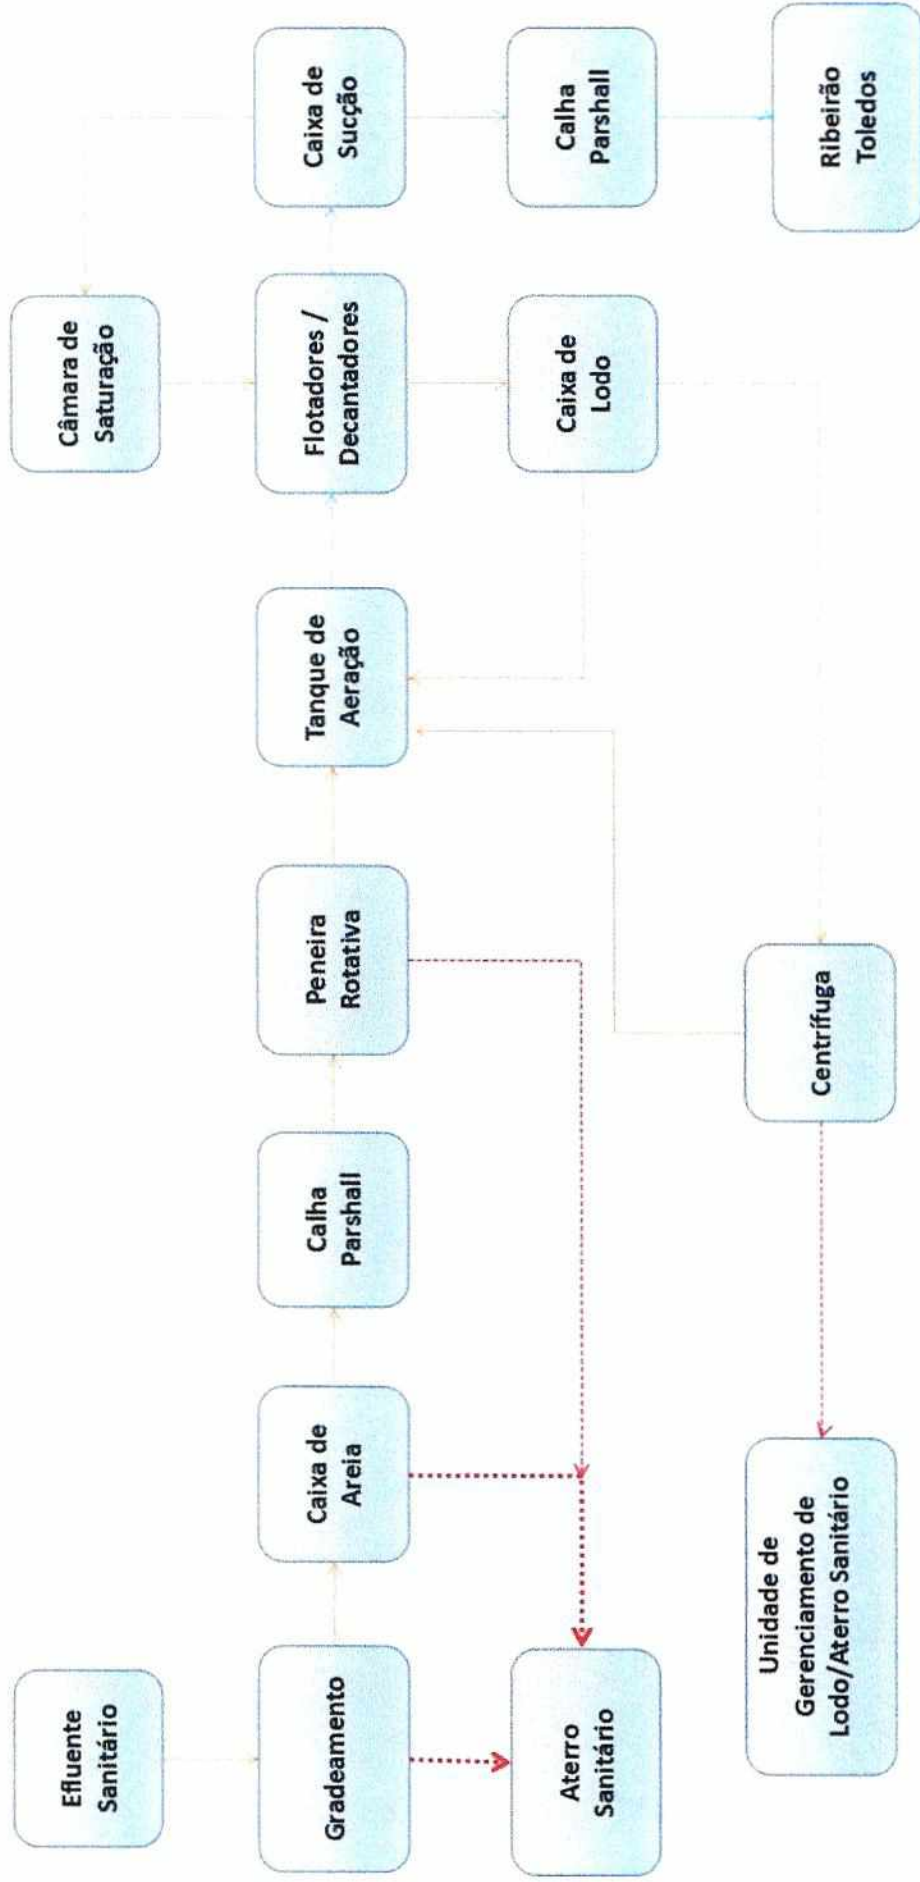 Efluente
Sanitário
Gradeamento
Aterro
Sanitário
Caixa de
Areia
Calha
Parshall
Peneira
Rotativa
Tanque de
Aeração
Câmara de
Saturação
Flotadores /
Decantadores
Caixa de
Lodo
Caixa de
Sucção
Calha
Parshall
Ribeirão
Toledos
Centrífuga
Unidade de
Gerenciamento de
Lodo/Aterro Sanitário